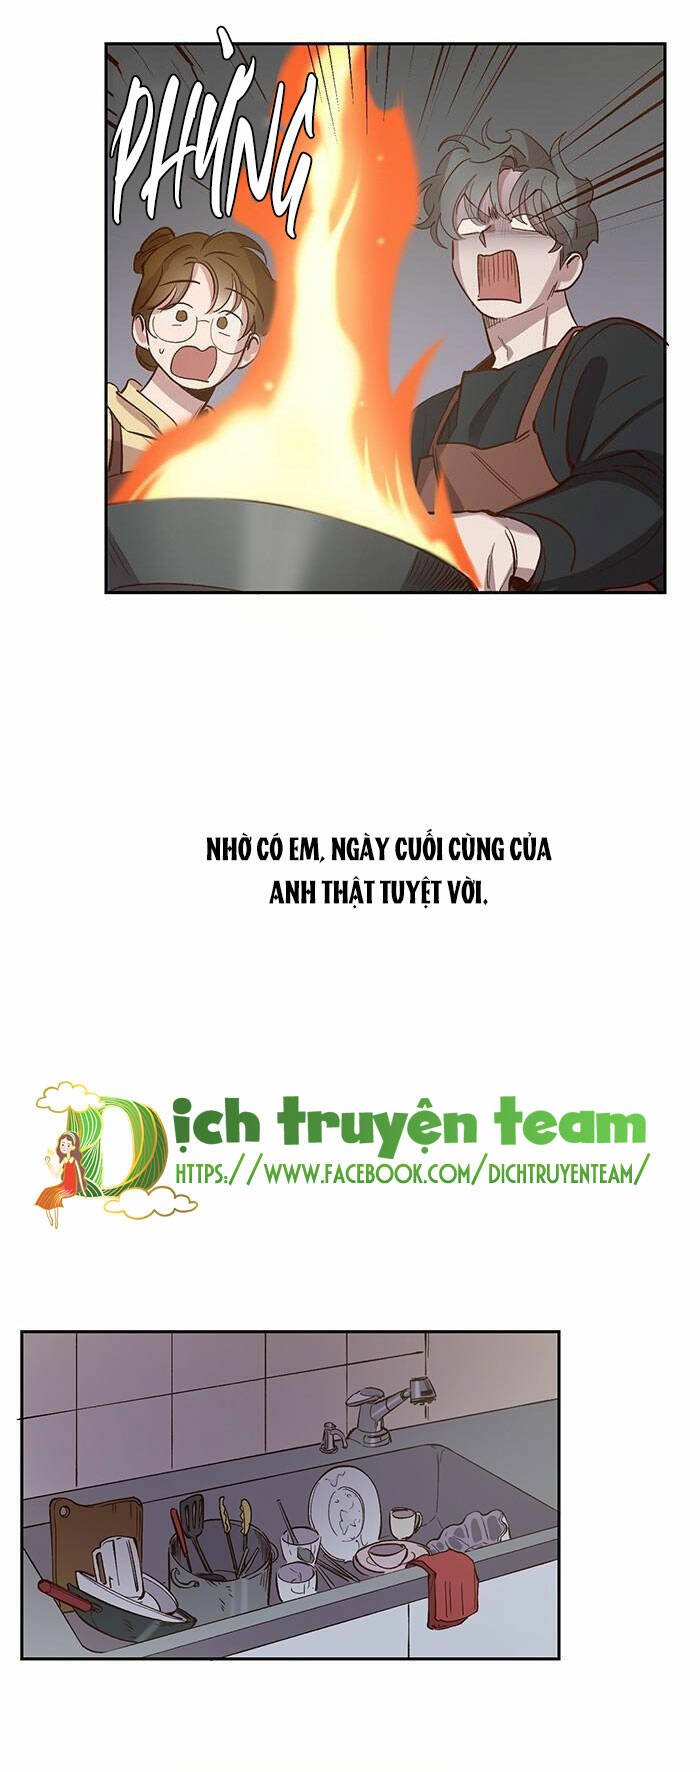 PHỪNG
NHỜ CÓ EM, NGÀY CUỐI CÙNG CỦA
ANH THẬT TUYỆT VỜI.
Dịch truyện team
HTTPS://WWW.FACEBOOK.COM/DICHTRUYENTEAM/